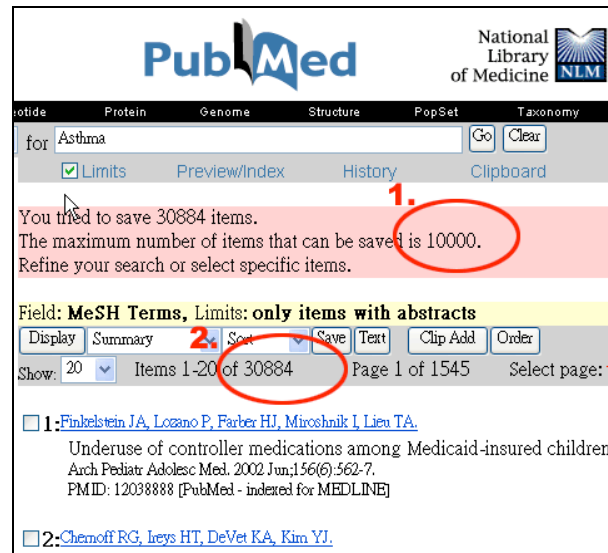 PubMed
National
Library
of Medicine NLM
eotide Protein Genome Structure PopSet Taxonomy
for Asthma Go Clear
Limits Preview/Index History Clipboard
1.
You tried to save 30884 items.
The maximum number of items that can be saved is 10000.
Refine your search or select specific items.
Field: MeSH Terms, Limits: only items with abstracts
Display Summary 2. Sort Save Text Clip Add Order
Show: 20 Items 1-20 of 30884 Page 1 of 1545 Select page:
1: Finkelstein JA, Lozano P, Farber HJ, Miroshnik I, Lieu TA.
Underuse of controller medications among Medicaid-insured children
Arch Pediatr Adolesc Med. 2002 Jun;156(6):562-7.
PMID: 12038888 [PubMed - indexed for MEDLINE]
2: Chernoff RG, Ireys HT, DeVet KA, Kim YJ.